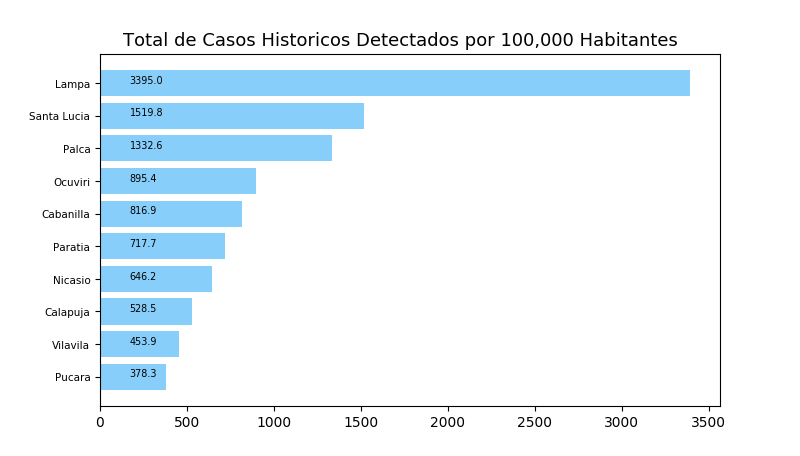 Total de Casos Historicos Detectados por 100,000 Habitantes
Lampa 3395.0
Santa Lucia 1519.8
Palca 1332.6
Ocuviri 895.4
Cabanilla 816.9
Paratia 717.7
Nicasio 646.2
Calapuja 528.5
Vilavila 453.9
Pucara 378.3
0 500 1000 1500 2000 2500 3000 3500